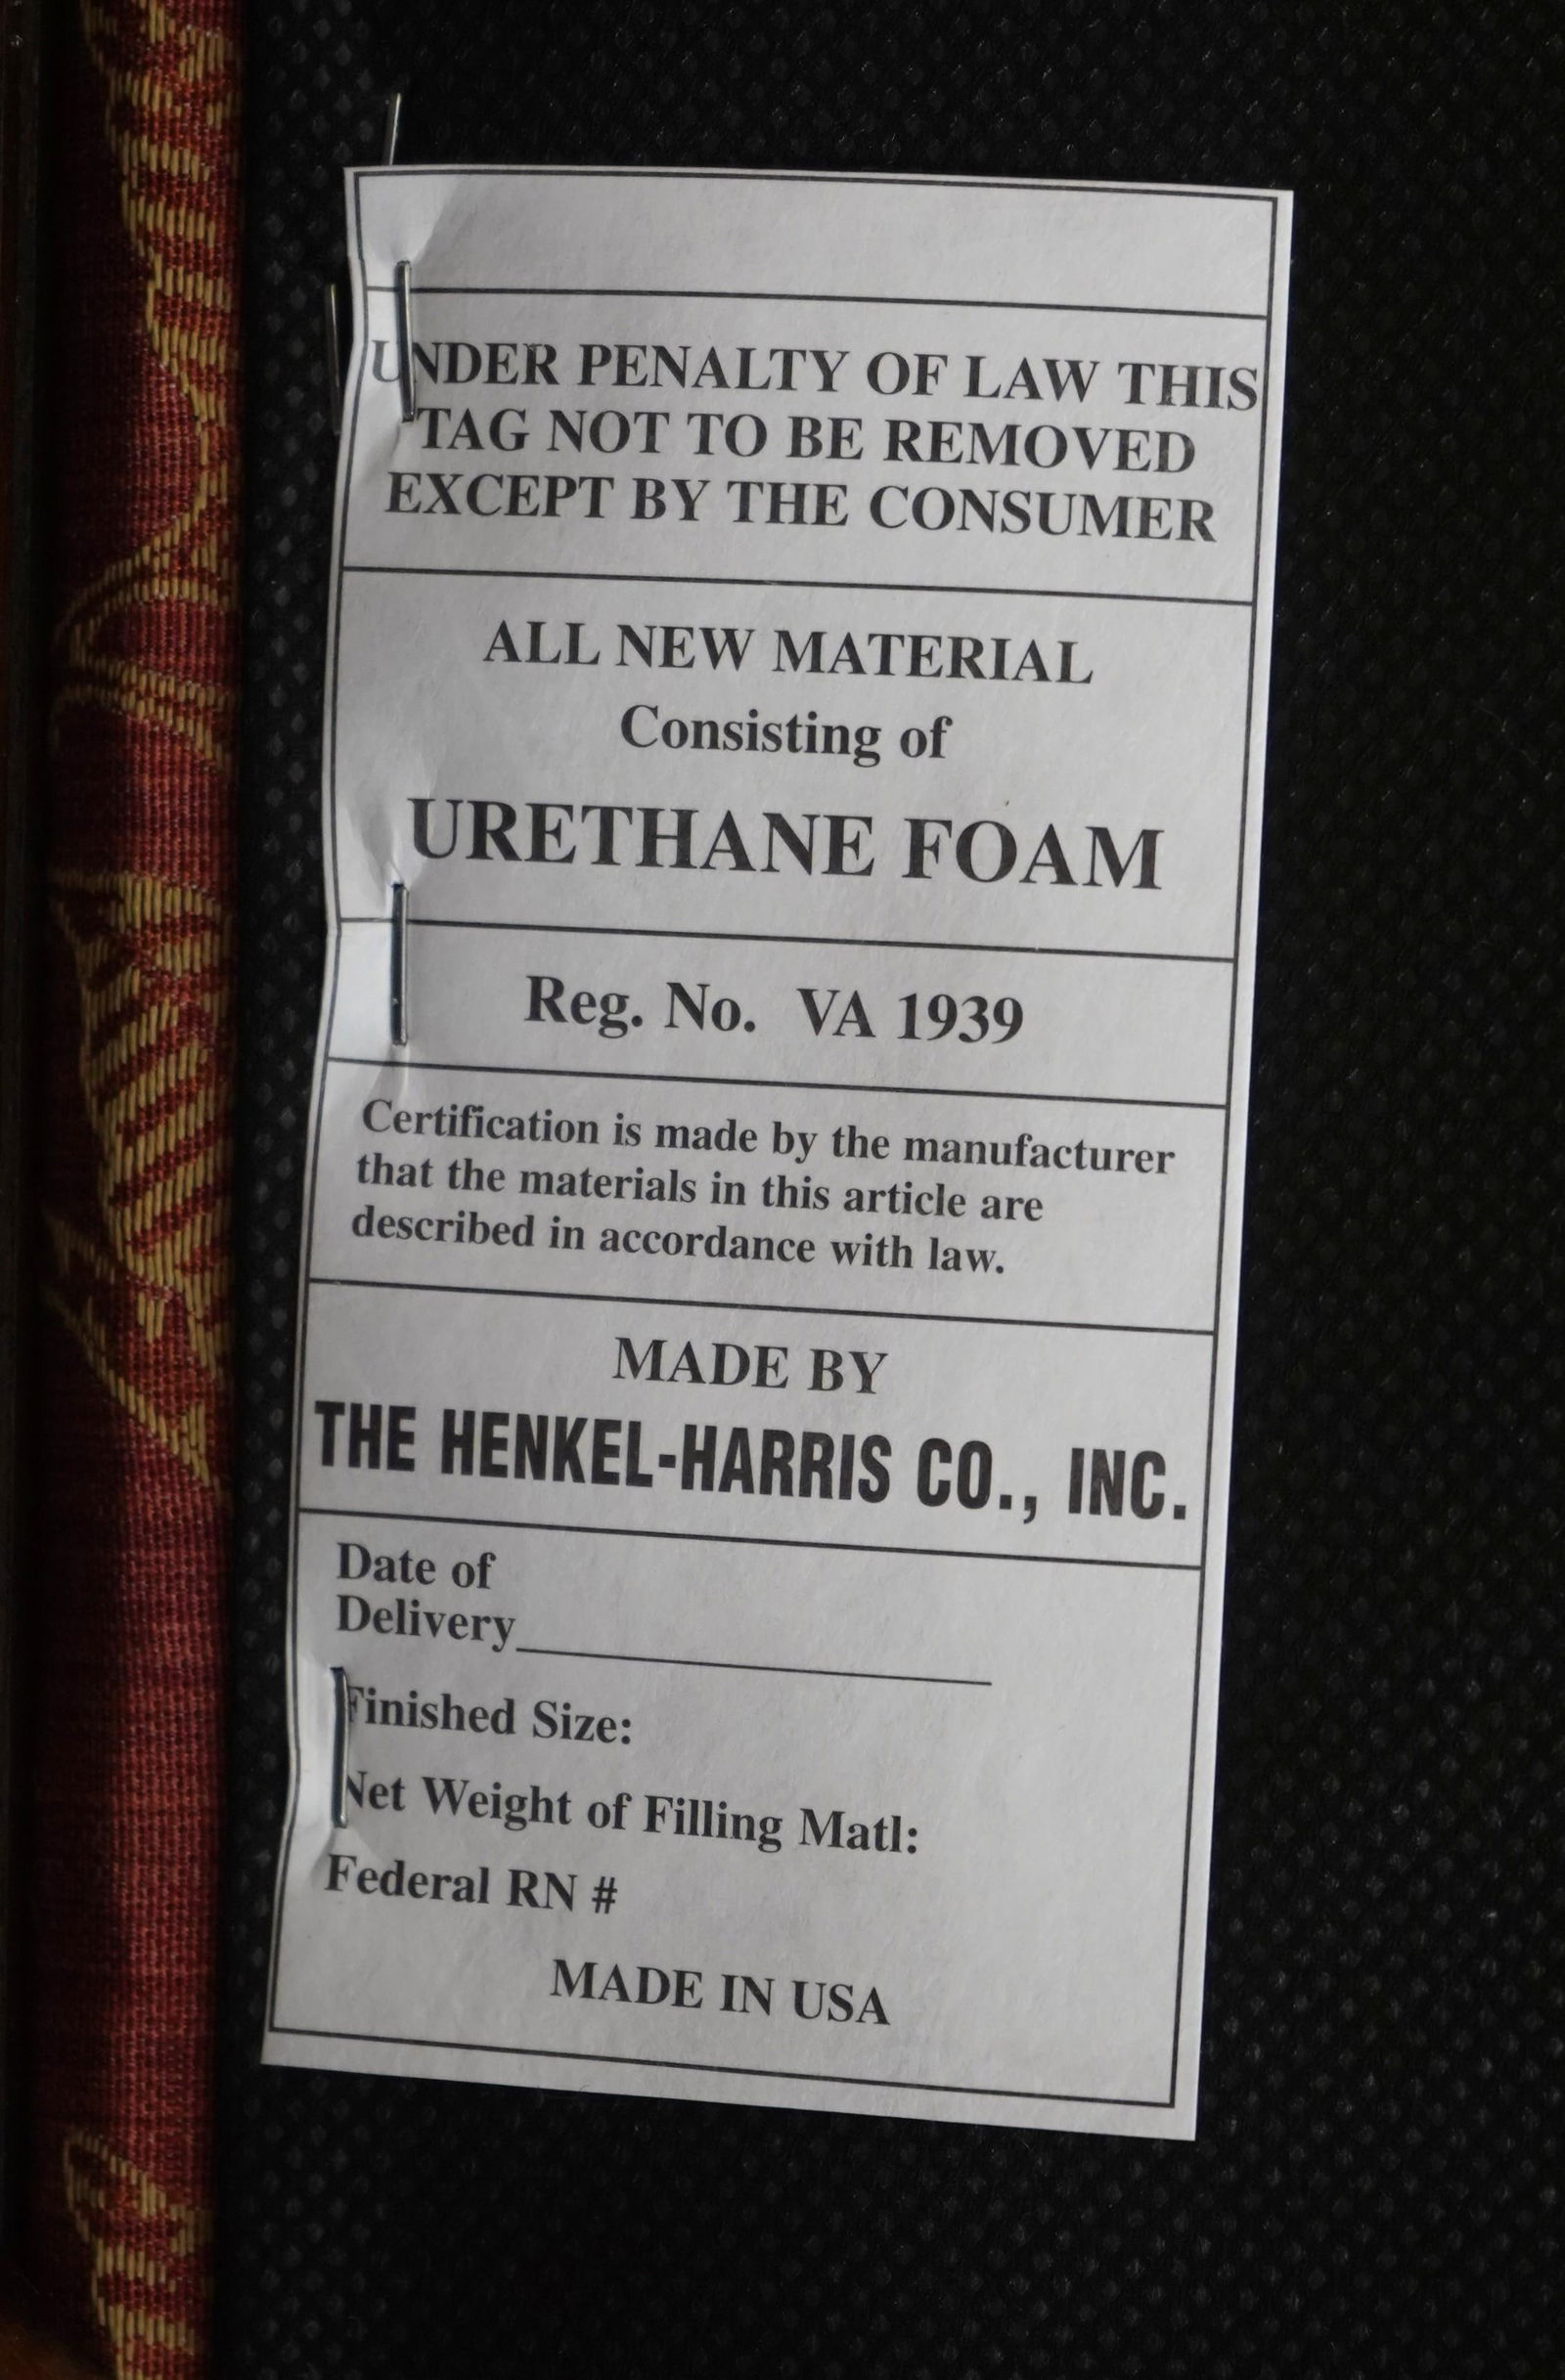 UNDER PENALTY OF LAW THIS
TAG NOT TO BE REMOVED
EXCEPT BY THE CONSUMER
ALL NEW MATERIAL
Consisting of
URETHANE FOAM
Reg. No. VA 1939
Certification is made by the manufacturer
that the materials in this article are
described in accordance with law.
MADE BY
THE HENKEL-HARRIS CO., INC.
Date of
Delivery
Finished Size:
Net Weight of Filling Matl:
Federal RN #
MADE IN USA